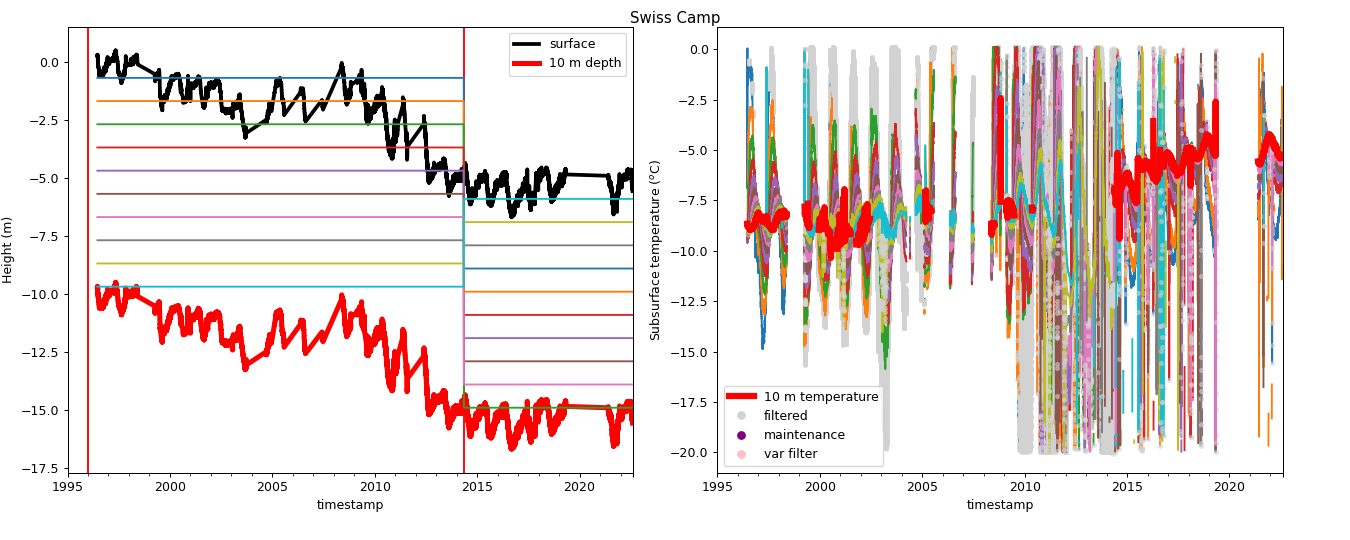 Swiss Camp
surface
10 m depth
Height (m)
0.0
−2.5
−5.0
−7.5
−10.0
−12.5
−15.0
−17.5
1995
2000
2005
2010
2015
2020
timestamp
Subsurface temperature (°C)
0.0
−2.5
−5.0
−7.5
−10.0
−12.5
−15.0
−17.5
−20.0
10 m temperature
filtered
maintenance
var filter
1995
2000
2005
2010
2015
2020
timestamp